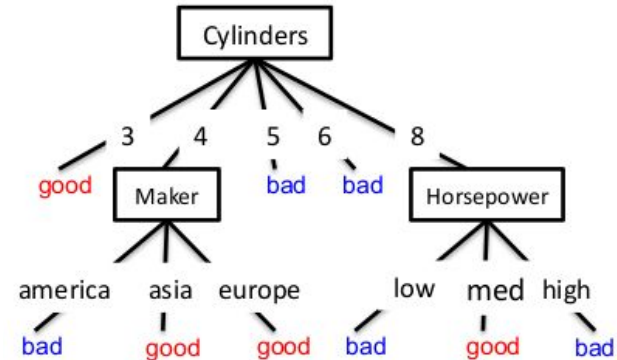 Cylinders
3 4 5 6 8
good Maker bad bad Horsepower
america asia europe low med high
bad good good bad good bad